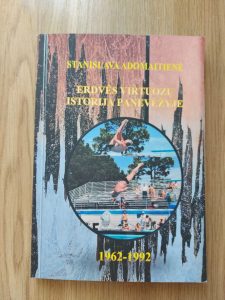 STANISLAVA ADOMAITIENĖ
ERDVĖS VIRTUOZŲ
ISTORIJA PANEVĖŽYJE
1962-1992